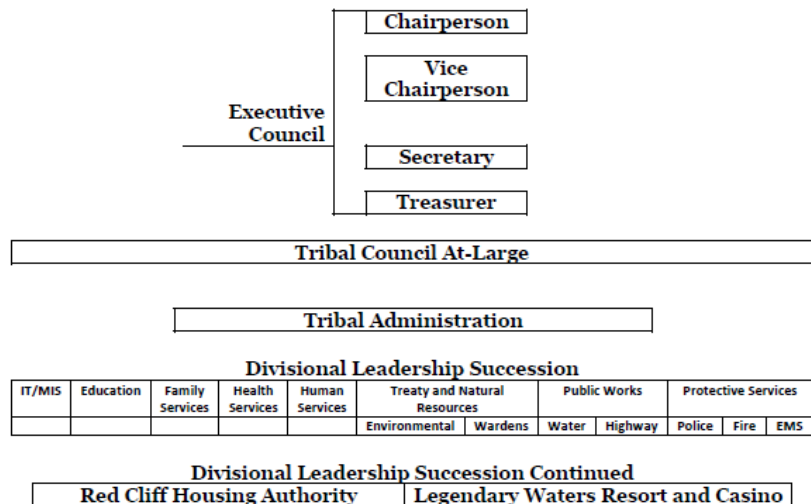 Chairperson
Vice
Chairperson
Executive
Council
Secretary
Treasurer
Tribal Council At-Large
Tribal Administration
Divisional Leadership Succession
IT/MIS Education Family Health Human Treaty and Natural Public Works Protective Services
Services Services Services Resources
Environmental Wardens Water Highway Police Fire EMS
Divisional Leadership Succession Continued
Red Cliff Housing Authority Legendary Waters Resort and Casino